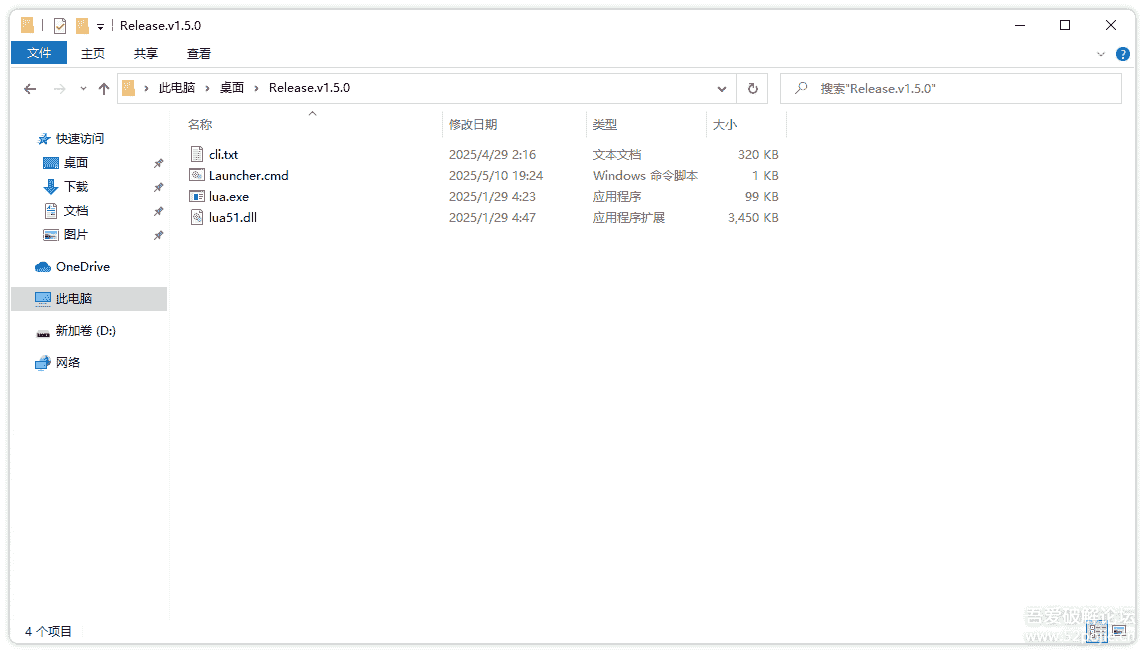 Release.v1.5.0
文件 主页 共享 查看
此电脑 桌面 Release.v1.5.0 搜索"Release.v1.5.0"
名称 修改日期 类型 大小
快速访问
桌面
下载
文档
图片
OneDrive
此电脑
新加卷 (D:)
网络
cli.txt 2025/4/29 2:16 文本文档 320 KB
Launcher.cmd 2025/5/10 19:24 Windows 命令脚本 1 KB
lua.exe 2025/1/29 4:23 应用程序 99 KB
lua51.dll 2025/1/29 4:47 应用程序扩展 3,450 KB
4 个项目
吾爱破解论坛